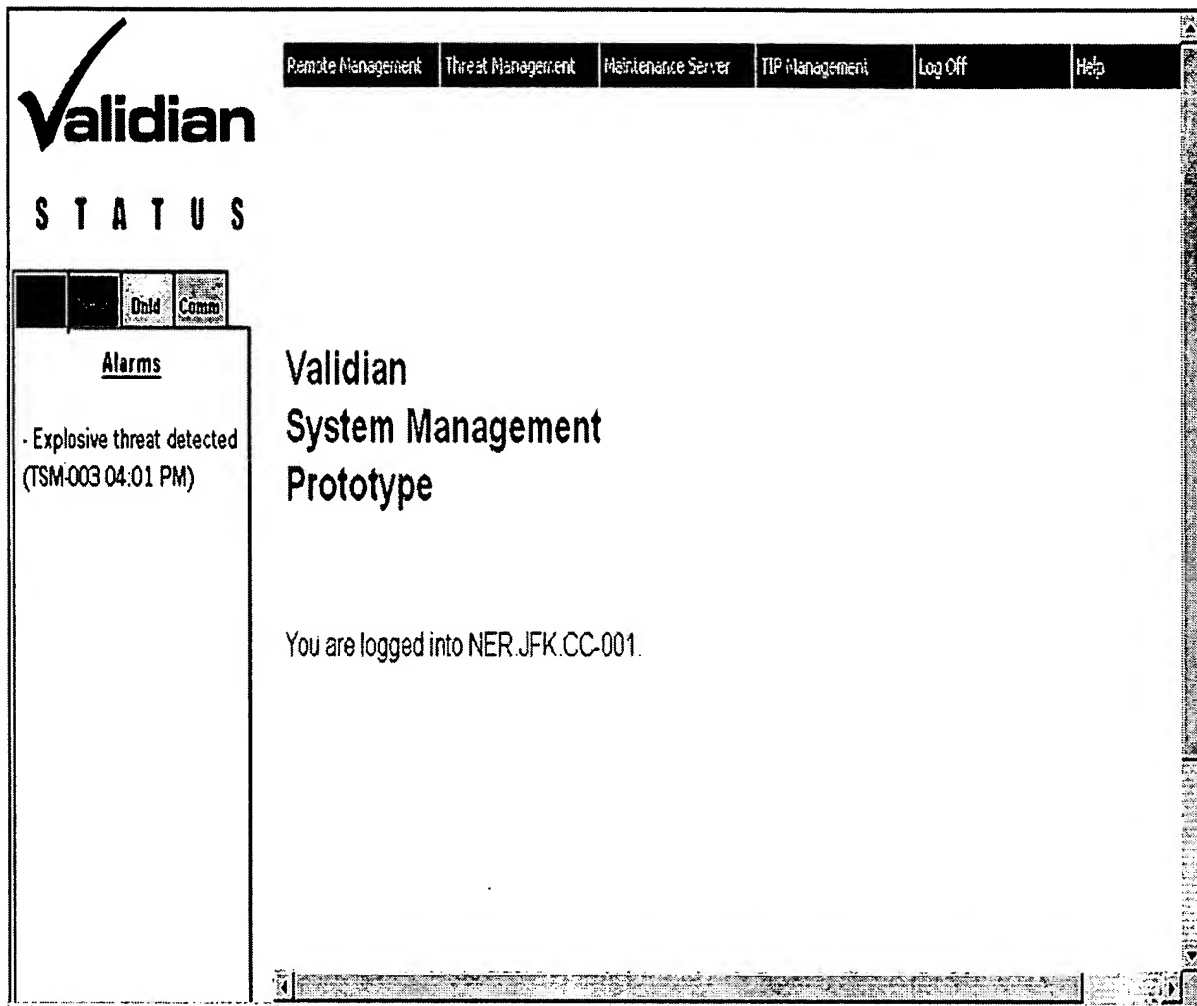 Validian
Remote Management Threat Management Maintenance Server TIP Management Log Off Help
STATUS
Dnld Comm
Alarms
- Explosive threat detected
(TSM-003 04:01 PM)
Validian
System Management
Prototype
You are logged into NER.JFK.CC-001.